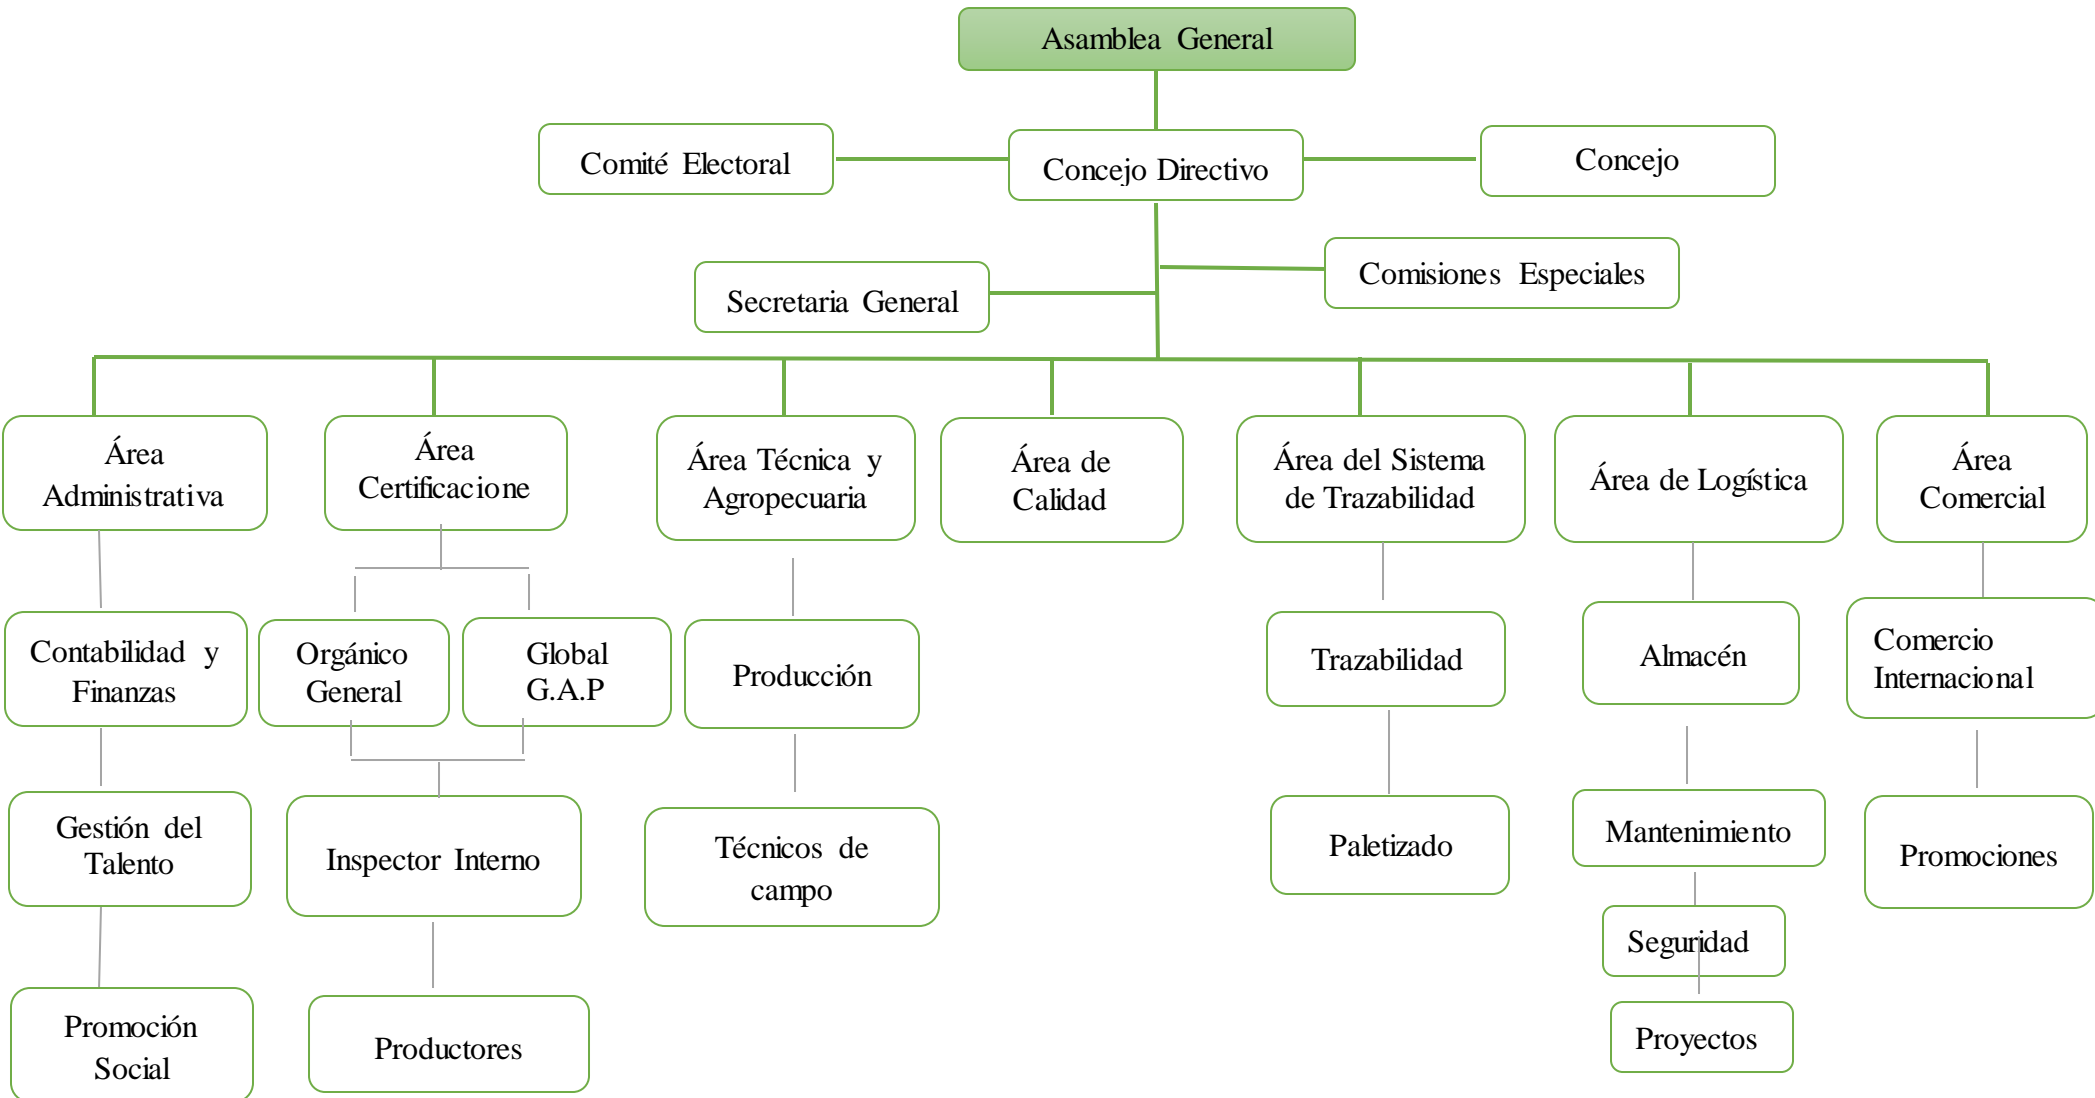 Asamblea General
Comité Electoral
Concejo Directivo
Concejo
Secretaria General
Comisiones Especiales
Área
Administrativa
Área
Certificacione
Área Técnica y
Agropecuaria
Área de
Calidad
Área del Sistema
de Trazabilidad
Área de Logística
Área
Comercial
Contabilidad y
Finanzas
Orgánico
General
Global
G.A.P
Producción
Trazabilidad
Almacén
Comercio
Internacional
Gestión del
Talento
Inspector Interno
Técnicos de
campo
Paletizado
Mantenimiento
Promociones
Seguridad
Promoción
Social
Productores
Proyectos